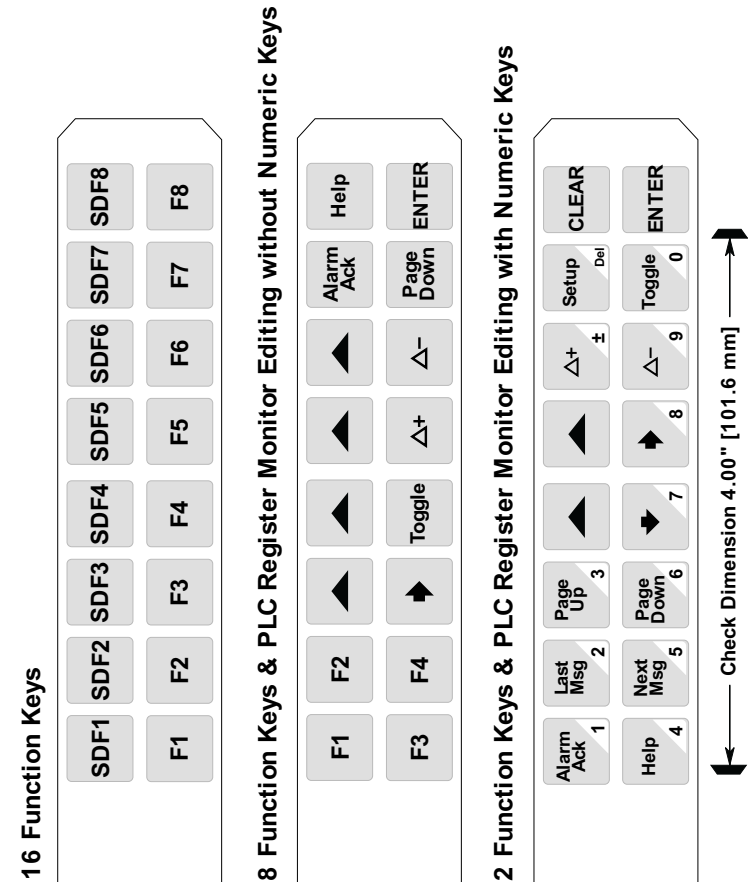 16 Function Keys
SDF1 SDF2 SDF3 SDF4 SDF5 SDF6 SDF7 SDF8
F1 F2 F3 F4 F5 F6 F7 F8
8 Function Keys & PLC Register Monitor Editing without Numeric Keys
F1 F2 Alarm Ack Help
F3 F4 Toggle Δ+ Δ– Page Down ENTER
2 Function Keys & PLC Register Monitor Editing with Numeric Keys
Alarm Ack 1 Last Msg 2 Page Up 3 Δ+ ± Setup Del CLEAR
Help 4 Next Msg 5 Page Down 6 7 8 Δ– 9 Toggle 0 ENTER
Check Dimension 4.00" [101.6 mm]